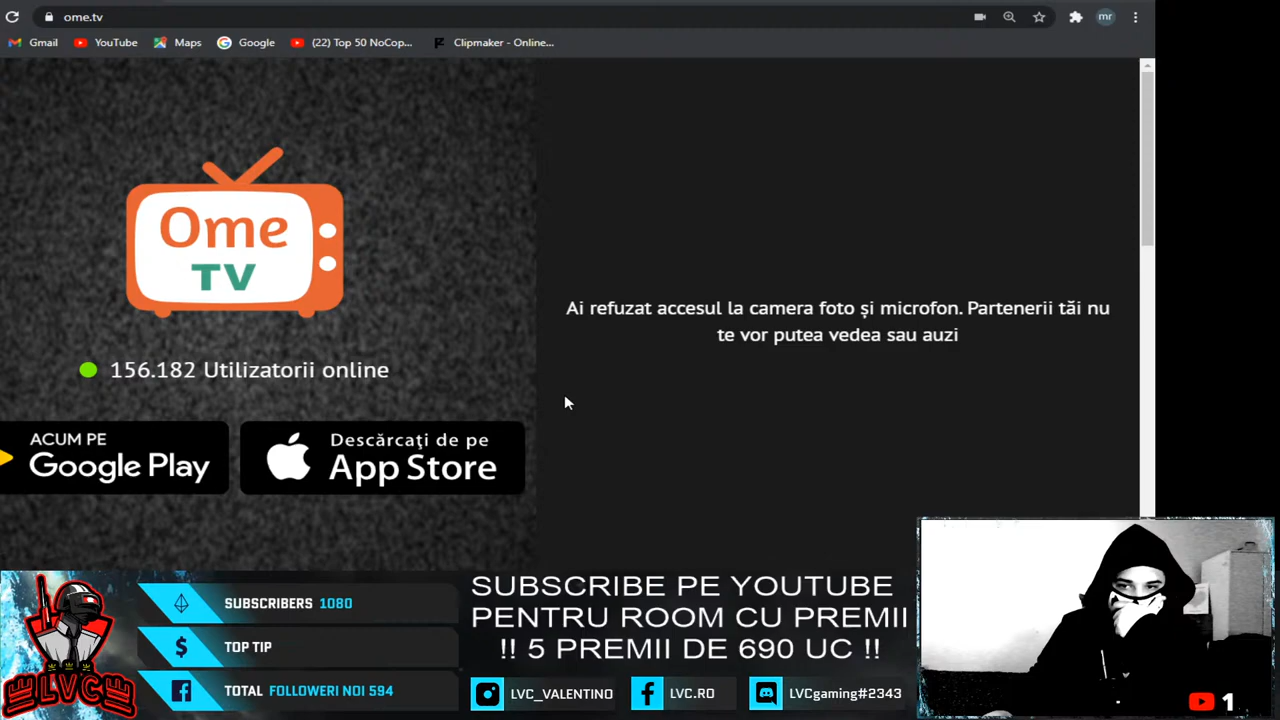 ome.tv
mr
Gmail
YouTube
Maps
Google
(22) Top 50 NoCop...
Clipmaker - Online...
Ome
TV
156.182 Utilizatorii online
ACUM PE
Google Play
Descărcaţi de pe
App Store
Ai refuzat accesul la camera foto și microfon. Partenerii tăi nu
te vor putea vedea sau auzi
SUBSCRIBERS 1080
TOP TIP
TOTAL FOLLOWERI NOI 594
SUBSCRIBE PE YOUTUBE
PENTRU ROOM CU PREMII
!! 5 PREMII DE 690 UC !!
LVC_VALENTINO
LVC.RO
LVCgaming#2343
LVC
1